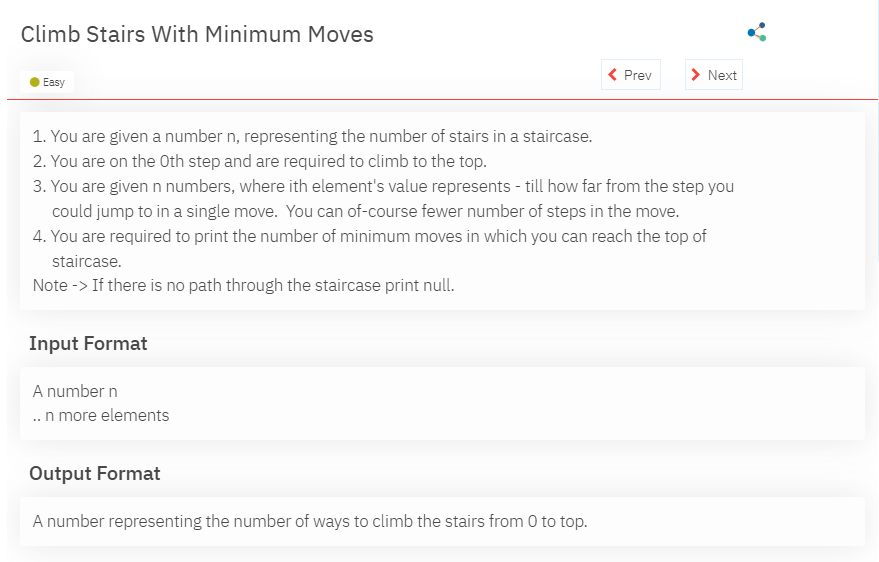 Climb Stairs With Minimum Moves
Easy
Prev
Next
1. You are given a number n, representing the number of stairs in a staircase.
2. You are on the 0th step and are required to climb to the top.
3. You are given n numbers, where ith element's value represents - till how far from the step you
could jump to in a single move. You can of-course fewer number of steps in the move.
4. You are required to print the number of minimum moves in which you can reach the top of
staircase.
Note -> If there is no path through the staircase print null.
Input Format
A number n
.. n more elements
Output Format
A number representing the number of ways to climb the stairs from 0 to top.